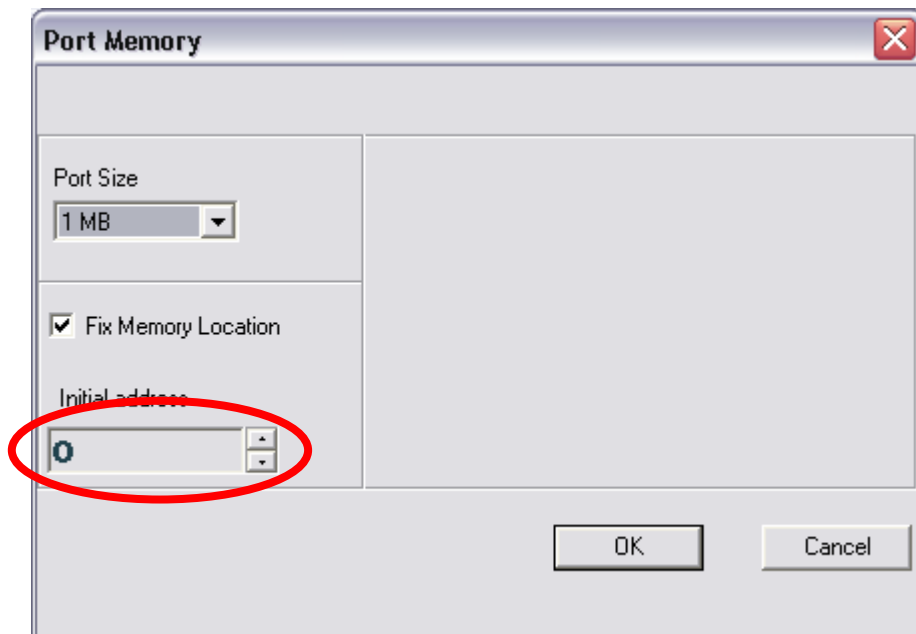 Port Memory
Port Size
1 MB
Fix Memory Location
Initial address
0
OK
Cancel